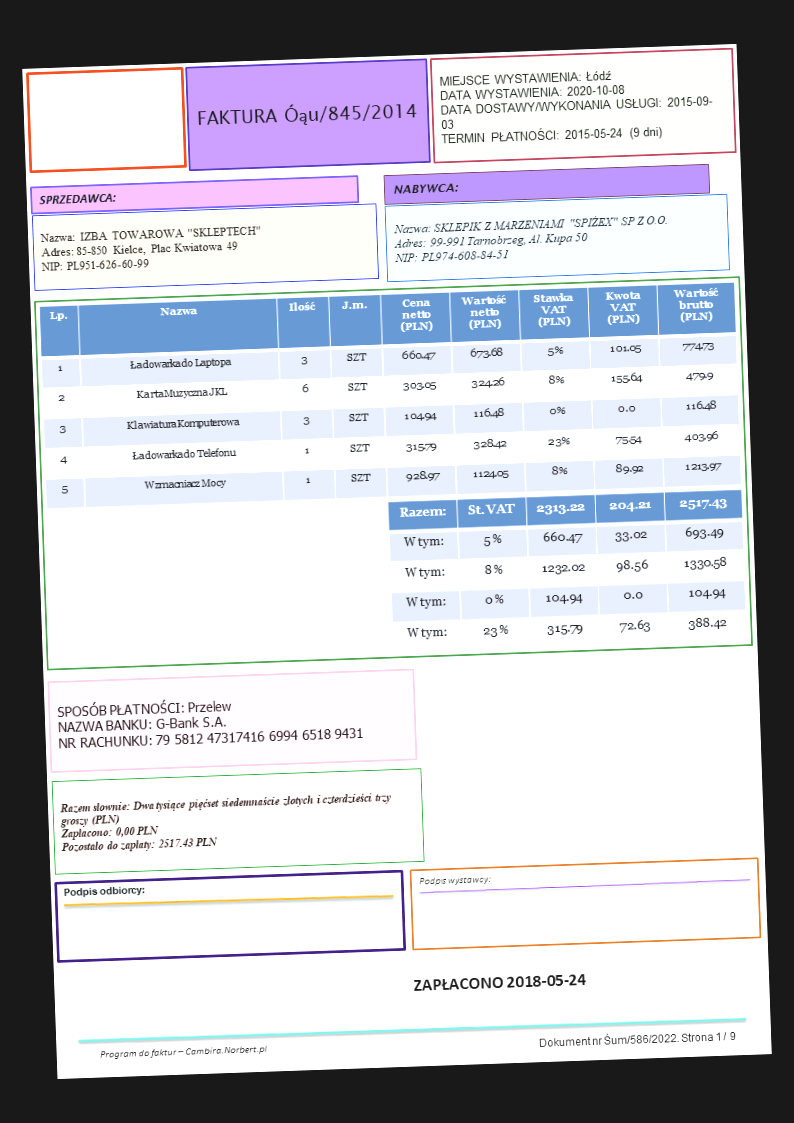 FAKTURA Óąu/845/2014
MIEJSCE WYSTAWIENIA: Łódź
DATA WYSTAWIENIA: 2020-10-08
DATA DOSTAWY/WYKONANIA USŁUGI: 2015-09-
03
TERMIN PŁATNOŚCI: 2015-05-24 (9 dni)
SPRZEDAWCA:
Nazwa: IZBA TOWAROWA "SKLEPTECH"
Adres: 85-850 Kielce, Plac Kwiatowa 49
NIP: PL951-626-60-99
NABYWCA:
Nazwa: SKLEPIK Z MARZENIAMI "SPIŻEX" SP Z O.O.
Adres: 99-991 Tarnobrzeg, Al. Kupa 50
NIP: PL974-608-84-51
Lp. Nazwa Ilość J.m. Cena netto (PLN) Wartość netto (PLN) Stawka VAT (PLN) Kwota VAT (PLN) Wartość brutto (PLN)
1 Ładowarka do Laptopa 3 SZT 660.47 673.68 5% 101.05 774.73
2 Karta Muzyczna JKL 6 SZT 303.05 324.26 8% 155.64 479.9
3 Klawiatura Komputerowa 3 SZT 104.94 116.48 0% 0.0 116.48
4 Ładowarka do Telefonu 1 SZT 315.79 328.42 23% 75.54 403.96
5 Wzmacniacz Mocy 1 SZT 928.97 1124.05 8% 89.92 1213.97
Razem: St. VAT 2313.22 204.21 2517.43
W tym: 5% 660.47 33.02 693.49
W tym: 8% 1232.02 98.56 1330.58
W tym: 0% 104.94 0.0 104.94
W tym: 23% 315.79 72.63 388.42
SPOSÓB PŁATNOŚCI: Przelew
NAZWA BANKU: G-Bank S.A.
NR RACHUNKU: 79 5812 47317416 6994 6518 9431
Razem słownie: Dwa tysiące pięćset siedemnaście złotych i czterdzieści trzy
groszy (PLN)
Zapłacono: 0,00 PLN
Pozostało do zapłaty: 2517.43 PLN
Podpis odbiorcy:
Podpis wystawcy:
ZAPŁACONO 2018-05-24
Program do faktur – Cambira.Norbert.pl
Dokument nr Śum/586/2022. Strona 1 / 9